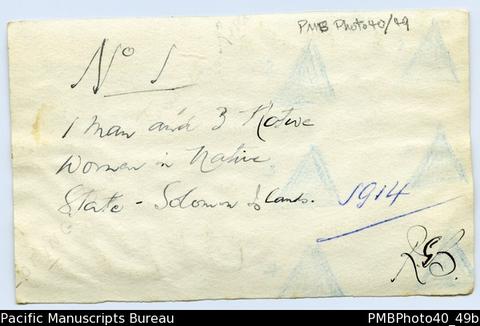 PMB Photo40/49
No 1
1 Man and 3 Native
Women in Native
State - Solomon Islands. 1914
R.G.S.
Pacific Manuscripts Bureau
PMBPhoto40_49b